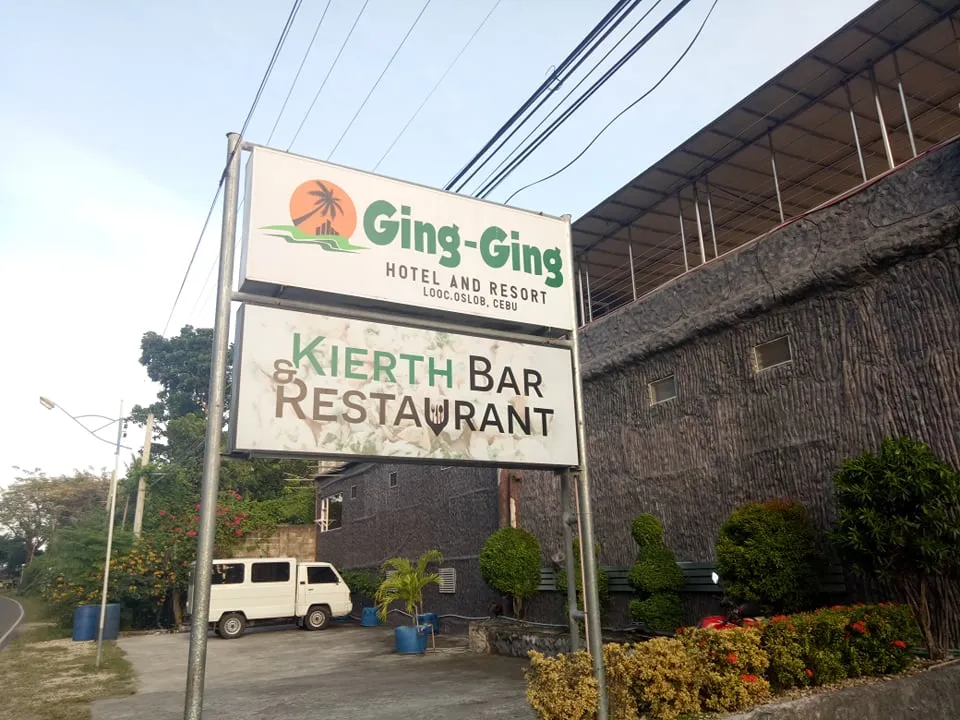 Ging-Ging
HOTEL AND RESORT
LOOC.OSLOB, CEBU
KIERTH BAR
& RESTAURANT